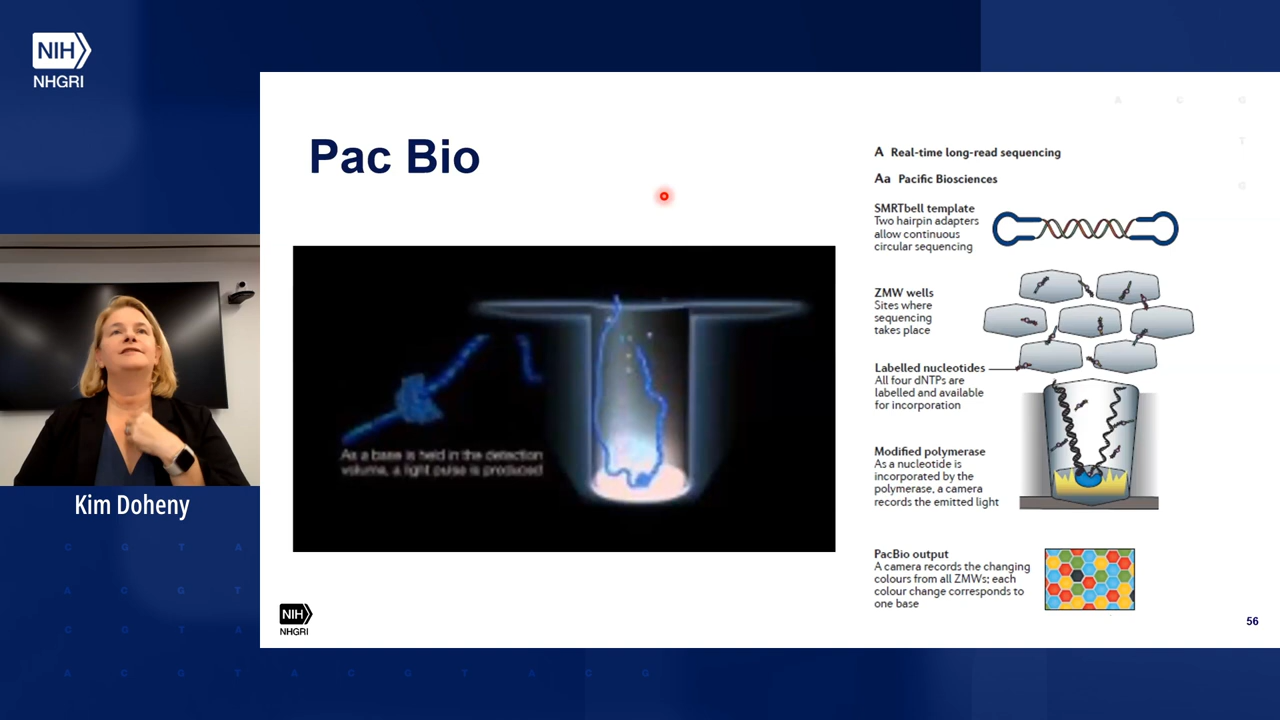 NIH
NHGRI
Kim Doheny
Pac Bio
As a base is held in the detection
volume, a light pulse is produced
A Real-time long-read sequencing
Aa Pacific Biosciences
SMRTbell template
Two hairpin adapters
allow continuous
circular sequencing
ZMW wells
Sites where
sequencing
takes place
Labelled nucleotides
All four dNTPs are
labelled and available
for incorporation
Modified polymerase
As a nucleotide is
incorporated by the
polymerase, a camera
records the emitted light
PacBio output
A camera records the changing
colours from all ZMWs; each
colour change corresponds to
one base
NIH
NHGRI
56
A C G
T
G
C G T A
A C G T
C G T A
A C G T A C G T A C G